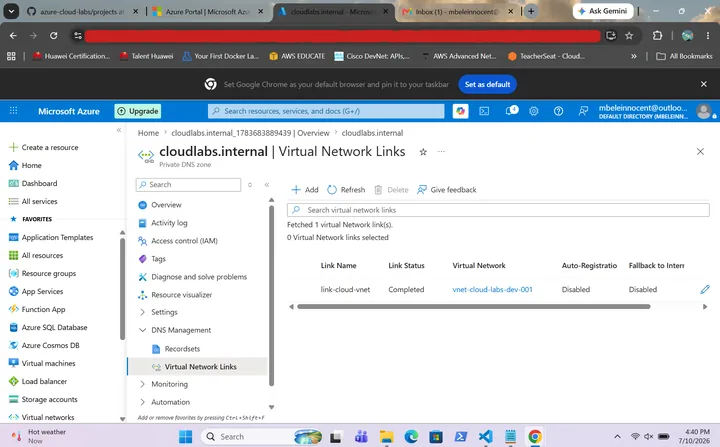 azure-cloud-labs/projects at
Azure Portal | Microsoft Azu
cloudlabs.internal - Microso
Inbox (1) - mbeleinnocent@
Ask Gemini
Huawei Certification...
Talent Huawei
Your First Docker La...
AWS EDUCATE
Cisco DevNet: APIs,...
AWS Advanced Net...
TeacherSeat - Cloud...
All Bookmarks
Set Google Chrome as your default browser and pin it to your taskbar
Set as default
Microsoft Azure
Upgrade
Search resources, services, and docs (G+/)
4
mbeleinnocent@outloo...
DEFAULT DIRECTORY (MBELEINN...
Home > cloudlabs.internal_1783683889439 | Overview > cloudlabs.internal
cloudlabs.internal | Virtual Network Links
Private DNS zone
Create a resource
Home
Dashboard
All services
FAVORITES
Application Templates
All resources
Resource groups
App Services
Function App
Azure SQL Database
Azure Cosmos DB
Virtual machines
Load balancer
Storage accounts
Virtual networks
Search
Overview
Activity log
Access control (IAM)
Tags
Diagnose and solve problems
Resource visualizer
Settings
DNS Management
Recordsets
Virtual Network Links
Monitoring
Automation
Add or remove favorites by pressing Ctrl+Shift+F
Add
Refresh
Delete
Give feedback
Search virtual network links
Fetched 1 virtual Network link(s).
0 Virtual Network links selected
Link Name Link Status Virtual Network Auto-Registratio Fallback to Interr
link-cloud-vnet Completed vnet-cloud-labs-dev-001 Disabled Disabled
Hot weather
Now
Search
4:40 PM
7/10/2026